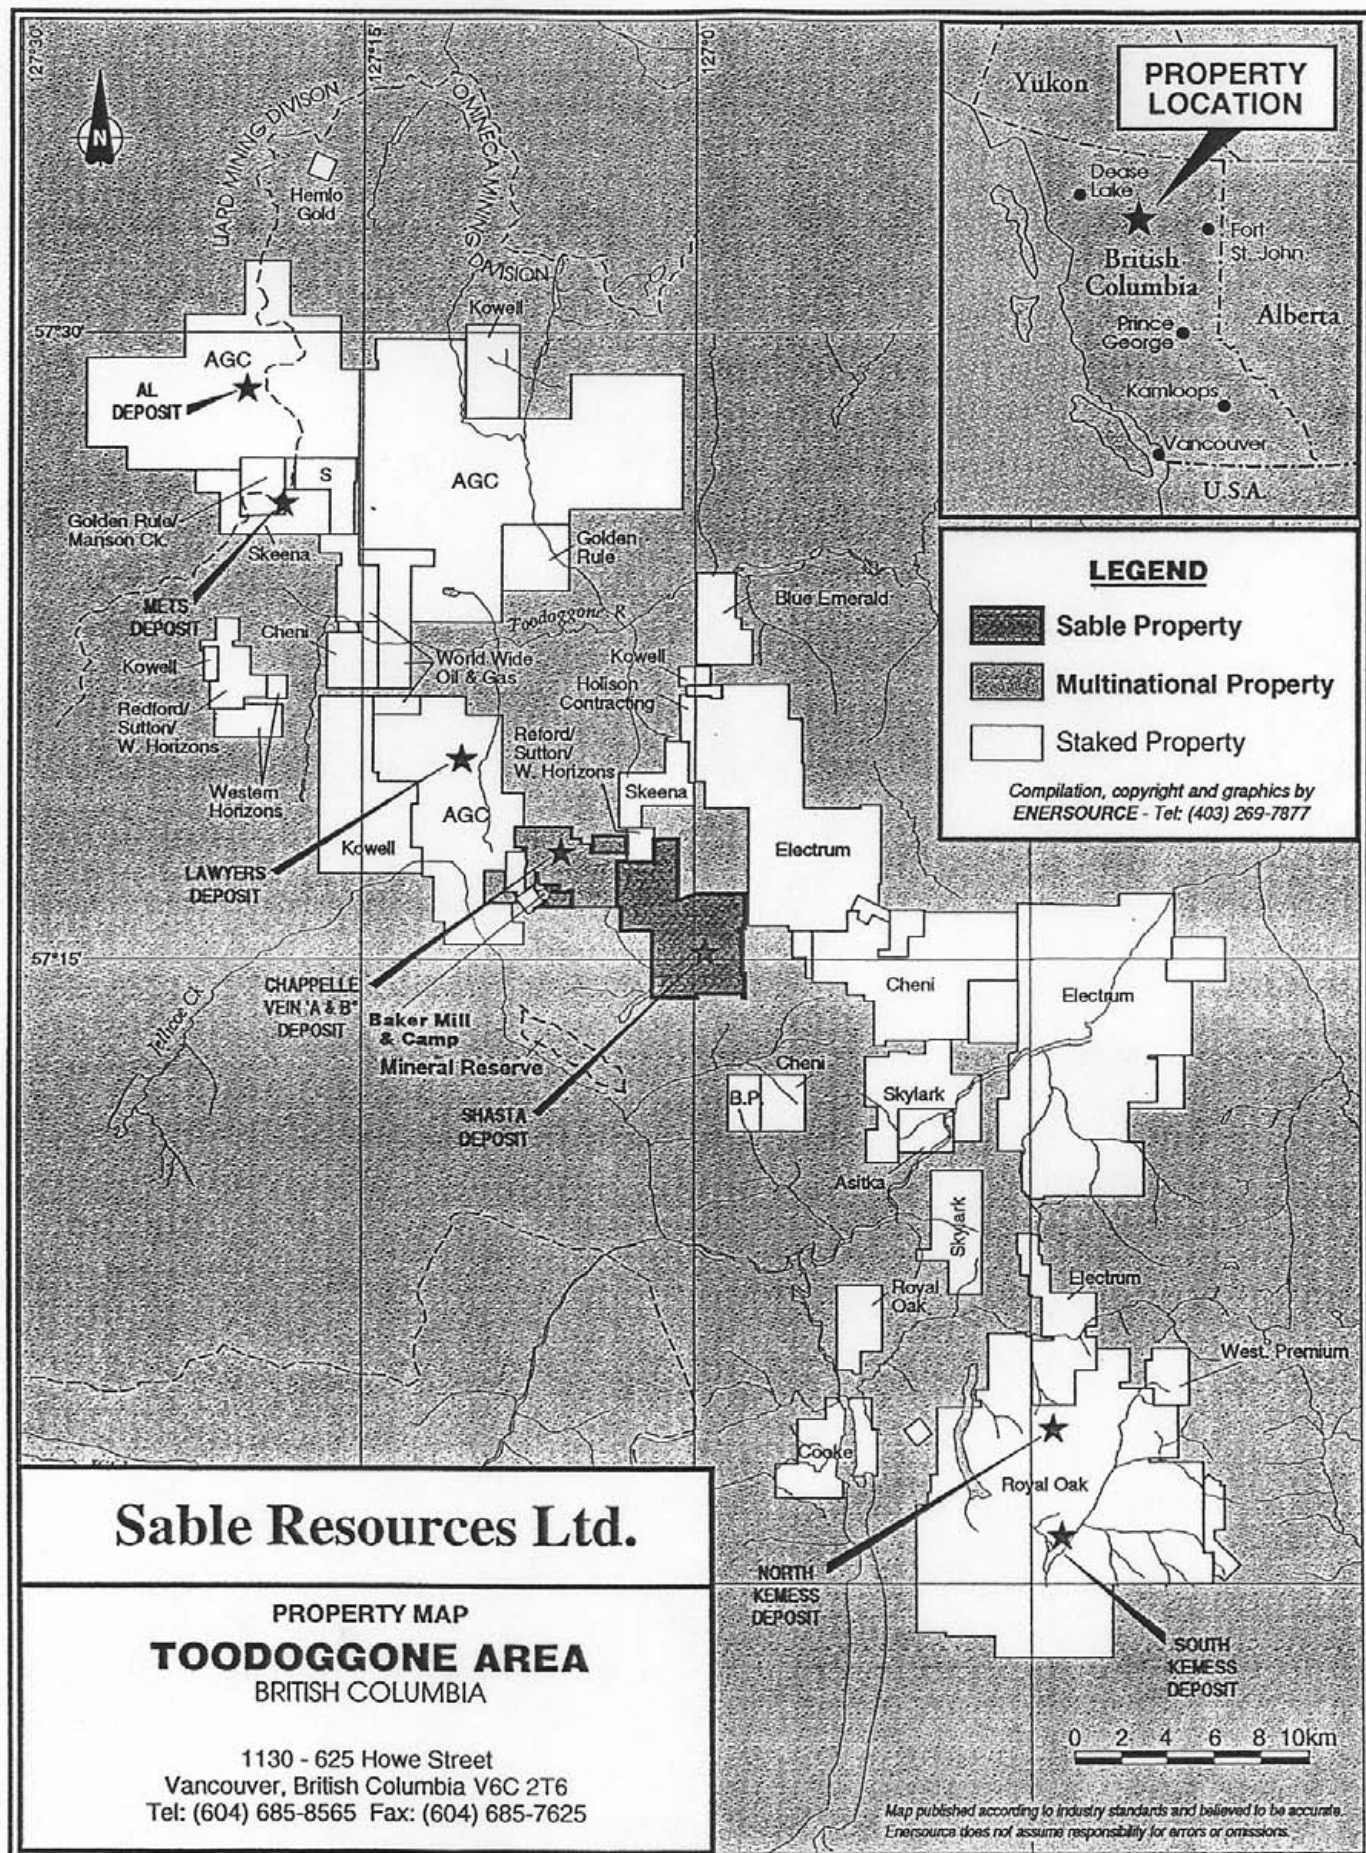 127°30'
127°15'
127°0'
N
LIARD MINING DIVISON
OMINECA MINING DIVISION
Hemlo
Gold
Kowell
57°30'
AGC
AL
DEPOSIT
S
AGC
Golden Rule/
Manson Ck.
Skeena
Golden
Rule
METS
DEPOSIT
Toodoggone R
Blue Emerald
Cheni
Kowell
World Wide
Oil & Gas
Kowell
Holison
Contracting
Redford/
Sutton/
W. Horizons
Reford/
Sutton/
W. Horizons
Western
Horizons
Skeena
AGC
Kowell
Electrum
LAWYERS
DEPOSIT
57°15'
CHAPPELLE
VEIN 'A & B"
DEPOSIT
Baker Mill
& Camp
Mineral Reserve
Jellicoe Cr
SHASTA
DEPOSIT
Cheni
Electrum
B.P.
Cheni
Skylark
Asitka
Skylark
Royal
Oak
Electrum
West. Premium
Cooke
Royal Oak
NORTH
KEMESS
DEPOSIT
SOUTH
KEMESS
DEPOSIT
0 2 4 6 8 10km
Map published according to industry standards and believed to be accurate.
Enersource does not assume responsibility for errors or omissions.
PROPERTY
LOCATION
Yukon
Dease
Lake
Fort
St. John
British
Columbia
Alberta
Prince
George
Kamloops
Vancouver
U.S.A.
LEGEND
Sable Property
Multinational Property
Staked Property
Compilation, copyright and graphics by
ENERSOURCE - Tel: (403) 269-7877
Sable Resources Ltd.
PROPERTY MAP
TOODOGGONE AREA
BRITISH COLUMBIA
1130 - 625 Howe Street
Vancouver, British Columbia V6C 2T6
Tel: (604) 685-8565 Fax: (604) 685-7625